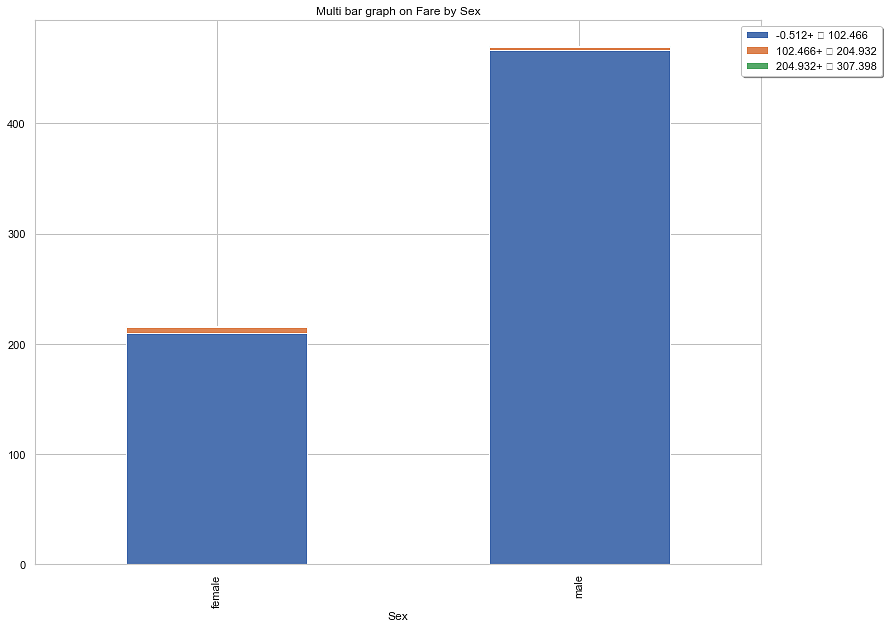 Multi bar graph on Fare by Sex
-0.512+ ▯ 102.466
102.466+ ▯ 204.932
204.932+ ▯ 307.398
400
300
200
100
0
female
male
Sex